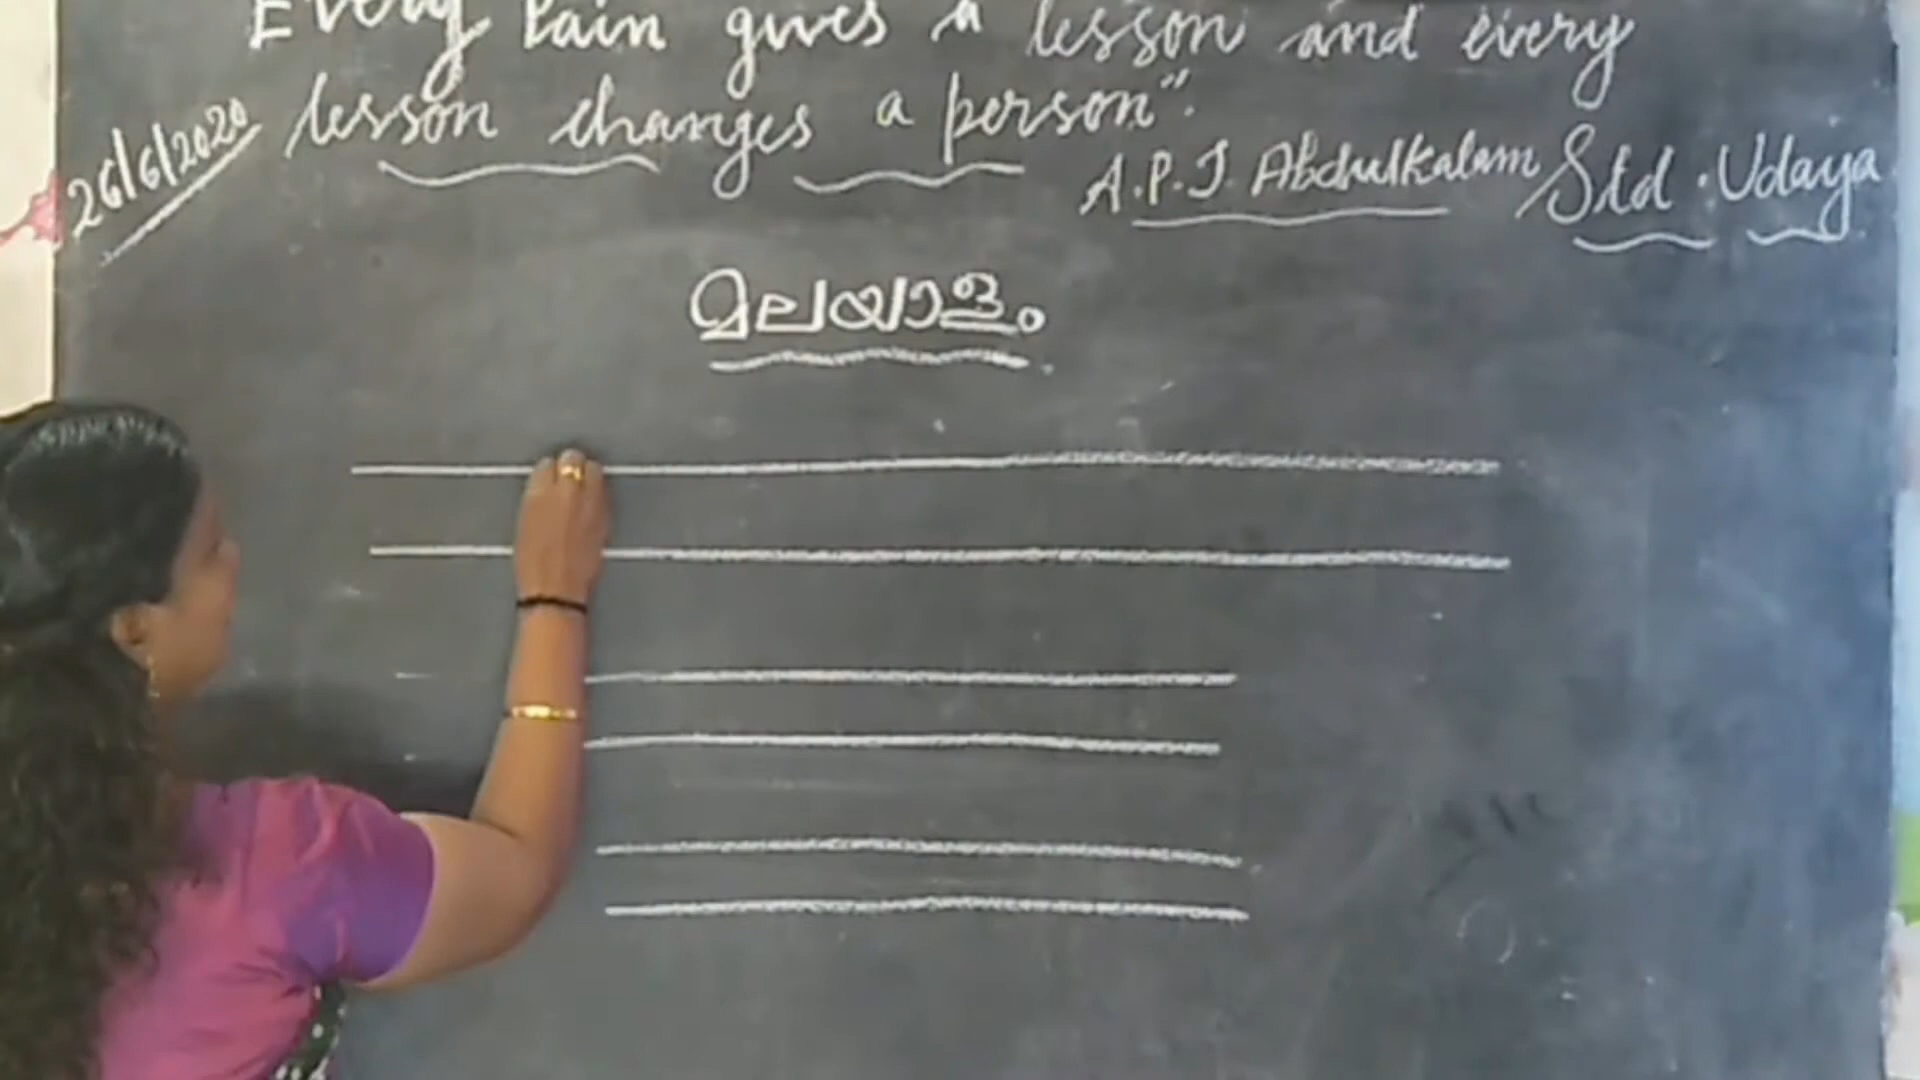 Every Pain gives a lesson and every
lesson changes a person".
26/6/2020
A.P.J. Abdulkalam
Std. Udaya
മലയാളം